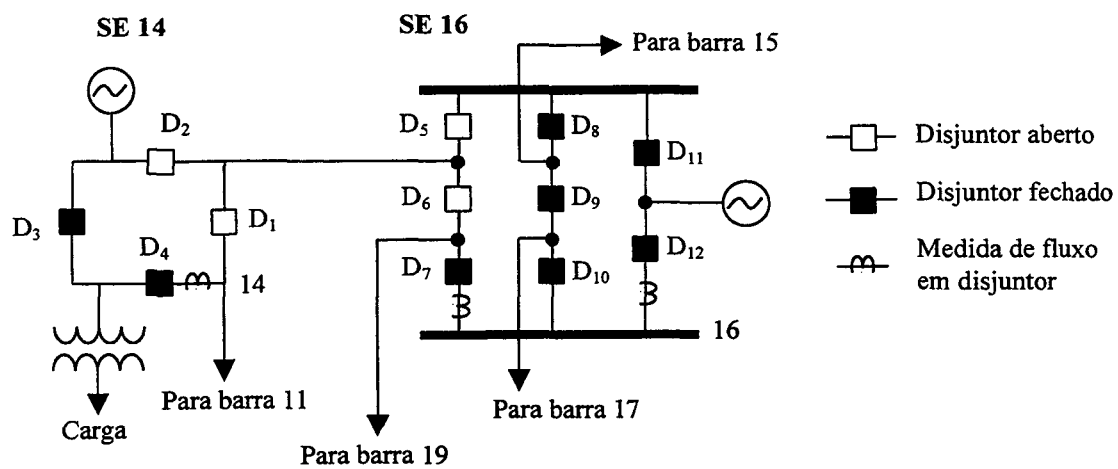 SE 14
SE 16
Para barra 15
D2
D5
D8
D11
Disjuntor aberto
D6
D9
Disjuntor fechado
D3
D1
D4
D7
D10
D12
14
Medida de fluxo
em disjuntor
16
Para barra 11
Para barra 17
Carga
Para barra 19